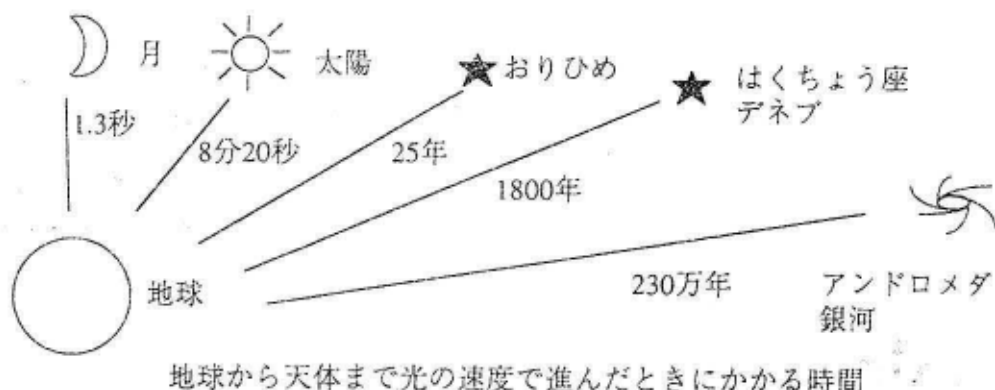 月
太陽
おりひめ
はくちょう座
デネブ
1.3秒
8分20秒
25年
1800年
地球
230万年
アンドロメダ
銀河
地球から天体まで光の速度で進んだときにかかる時間